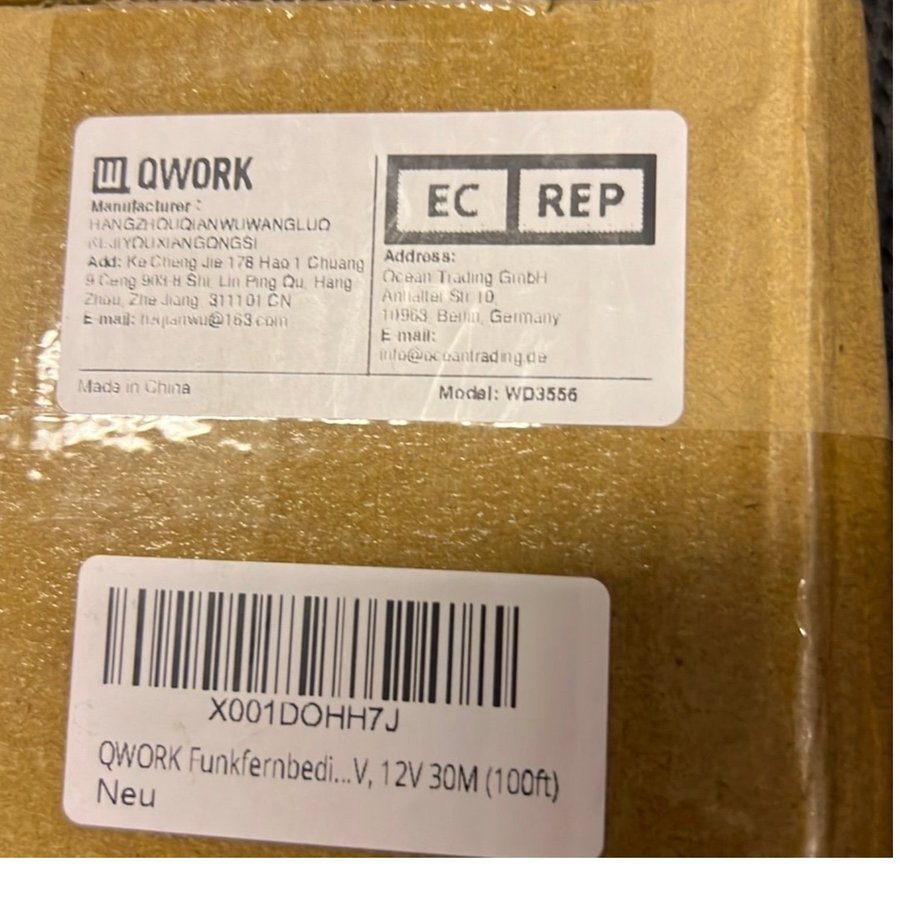 QWORK
Manufacturer:
HANGZHOUQIANWUWANGLUO
KEJIYOUXIANGONGSI
Add: Ke Cheng Jie 178 Hao 1 Chuang
9 Ceng 903-8 Shi, Lin Ping Qu, Hang
Zhou, Zhe Jiang, 311101 CN
E-mail:
EC REP
Address:
Ocean Trading GmbH
Anhalter Str 10,
10963, Berlin, Germany
E-mail:
info@oceantrading.de
Made in China
Model: WD3556
X001DOHH7J
QWORK Funkfernbedi...V, 12V 30M (100ft)
Neu